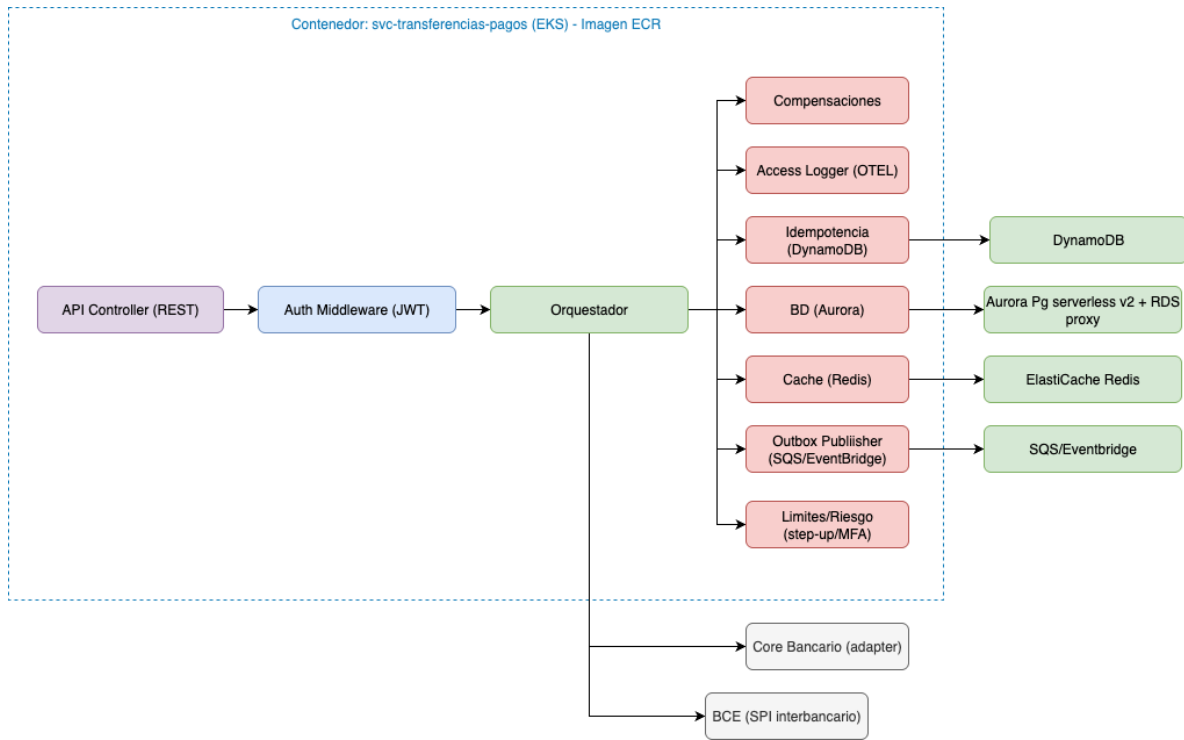 Contenedor: svc-transferencias-pagos (EKS) - Imagen ECR
Compensaciones
Access Logger (OTEL)
Idempotencia
(DynamoDB)
DynamoDB
API Controller (REST)
Auth Middleware (JWT)
Orquestador
BD (Aurora)
Aurora Pg serverless v2 + RDS
proxy
Cache (Redis)
ElastiCache Redis
Outbox Publiisher
(SQS/EventBridge)
SQS/Eventbridge
Limites/Riesgo
(step-up/MFA)
Core Bancario (adapter)
BCE (SPI interbancario)